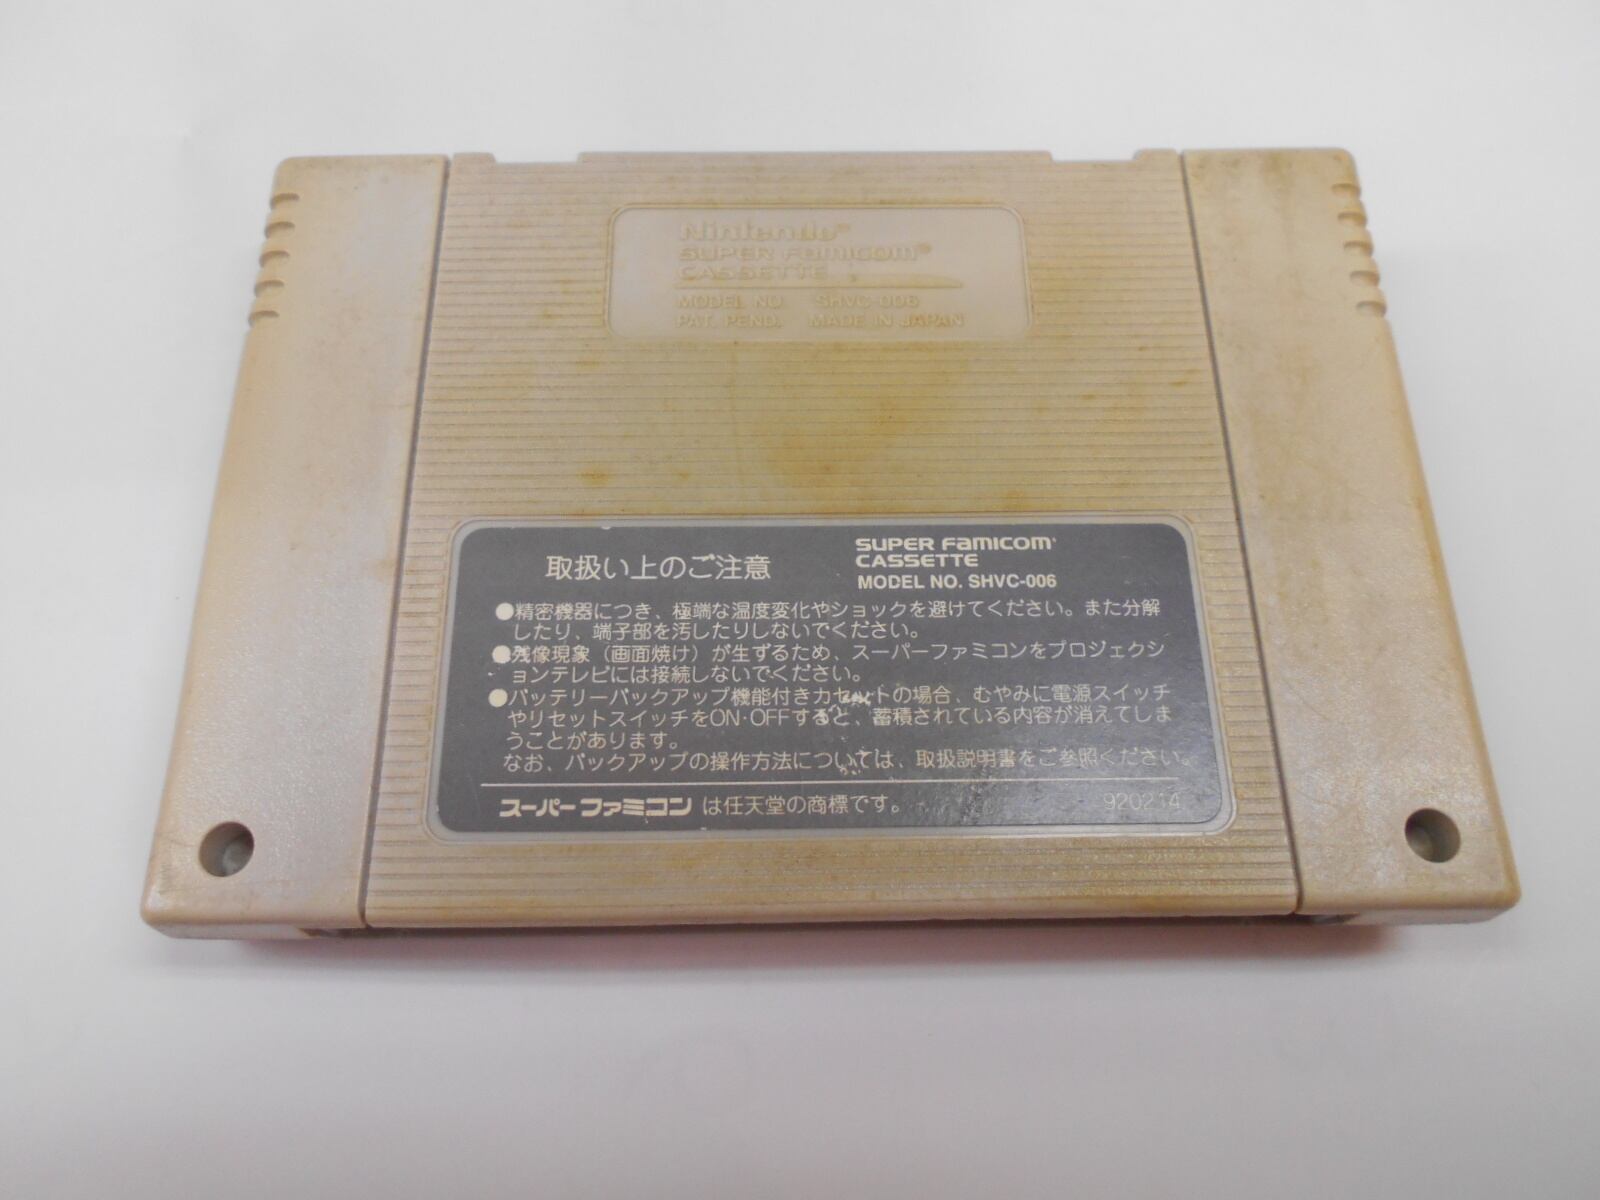 Nintendo®
SUPER FAMICOM®
CASSETTE
MODEL NO. SHVC-006
PAT. PEND. MADE IN JAPAN
取扱い上のご注意
SUPER FAMICOM
CASSETTE
MODEL NO. SHVC-006
●精密機器につき、極端な温度変化やショックを避けてください。また分解
したり、端子部を汚したりしないでください。
●残像現象（画面焼け）が生ずるため、スーパーファミコンをプロジェクシ
ョンテレビには接続しないでください。
●バッテリーバックアップ機能付きカセットの場合、むやみに電源スイッチ
やリセットスイッチをON・OFFすると、蓄積されている内容が消えてしま
うことがあります。
なお、バックアップの操作方法については、取扱説明書をご参照ください。
スーパーファミコン は任天堂の商標です。 920214